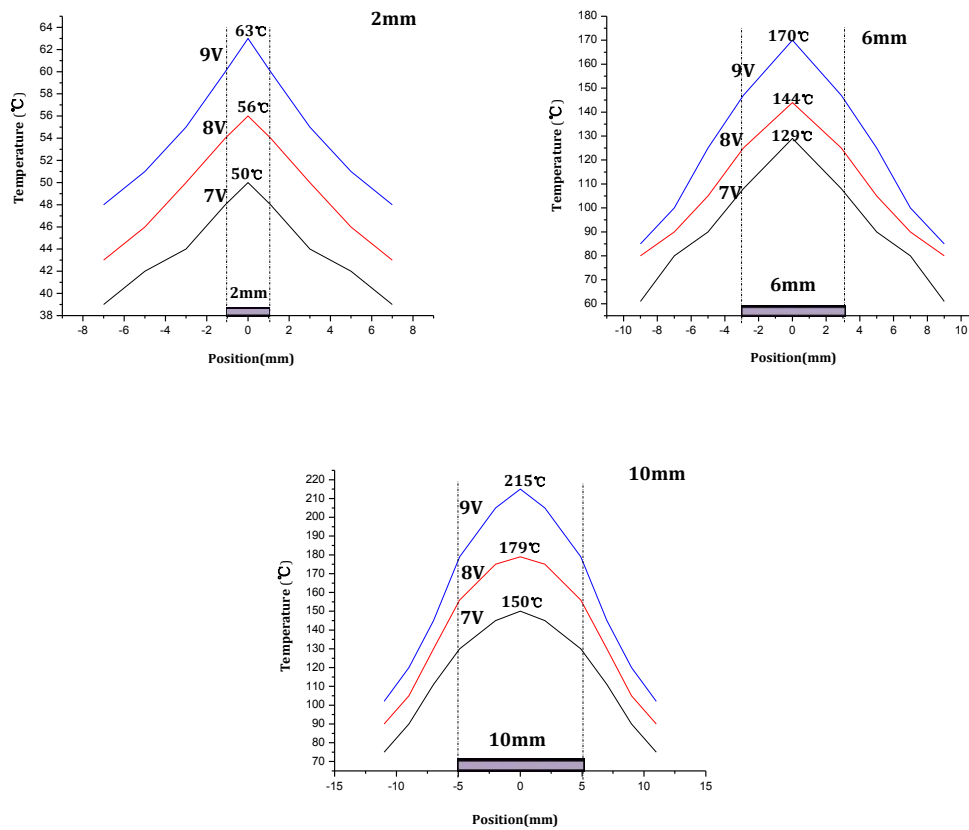 2mm
64
62
60
58
56
54
52
50
48
46
44
42
40
38
Temperature (℃)
63℃
9V
56℃
8V
50℃
7V
2mm
-8 -6 -4 -2 0 2 4 6 8
Position(mm)
6mm
180
170
160
150
140
130
120
110
100
90
80
70
60
Temperature (℃)
170℃
9V
144℃
8V
129℃
7V
6mm
-10 -8 -6 -4 -2 0 2 4 6 8 10
Position(mm)
10mm
220
210
200
190
180
170
160
150
140
130
120
110
100
90
80
70
Temperature (℃)
215℃
9V
179℃
8V
150℃
7V
10mm
-15 -10 -5 0 5 10 15
Position(mm)